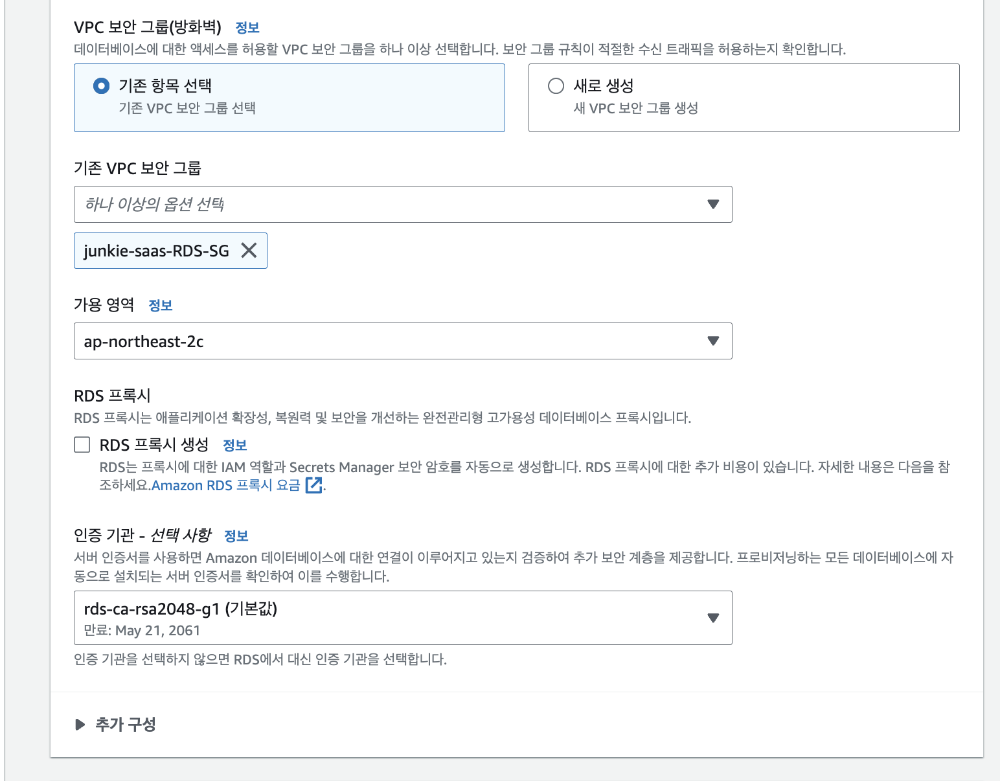 VPC 보안 그룹(방화벽) 정보
데이터베이스에 대한 액세스를 허용할 VPC 보안 그룹을 하나 이상 선택합니다. 보안 그룹 규칙이 적절한 수신 트래픽을 허용하는지 확인합니다.
기존 항목 선택
기존 VPC 보안 그룹 선택
새로 생성
새 VPC 보안 그룹 생성
기존 VPC 보안 그룹
하나 이상의 옵션 선택
junkie-saas-RDS-SG
가용 영역 정보
ap-northeast-2c
RDS 프록시
RDS 프록시는 애플리케이션 확장성, 복원력 및 보안을 개선하는 완전관리형 고가용성 데이터베이스 프록시입니다.
RDS 프록시 생성 정보
RDS는 프록시에 대한 IAM 역할과 Secrets Manager 보안 암호를 자동으로 생성합니다. RDS 프록시에 대한 추가 비용이 있습니다. 자세한 내용은 다음을 참
조하세요.Amazon RDS 프록시 요금.
인증 기관 - 선택 사항 정보
서버 인증서를 사용하면 Amazon 데이터베이스에 대한 연결이 이루어지고 있는지 검증하여 추가 보안 계층을 제공합니다. 프로비저닝하는 모든 데이터베이스에 자
동으로 설치되는 서버 인증서를 확인하여 이를 수행합니다.
rds-ca-rsa2048-g1 (기본값)
만료: May 21, 2061
인증 기관을 선택하지 않으면 RDS에서 대신 인증 기관을 선택합니다.
추가 구성